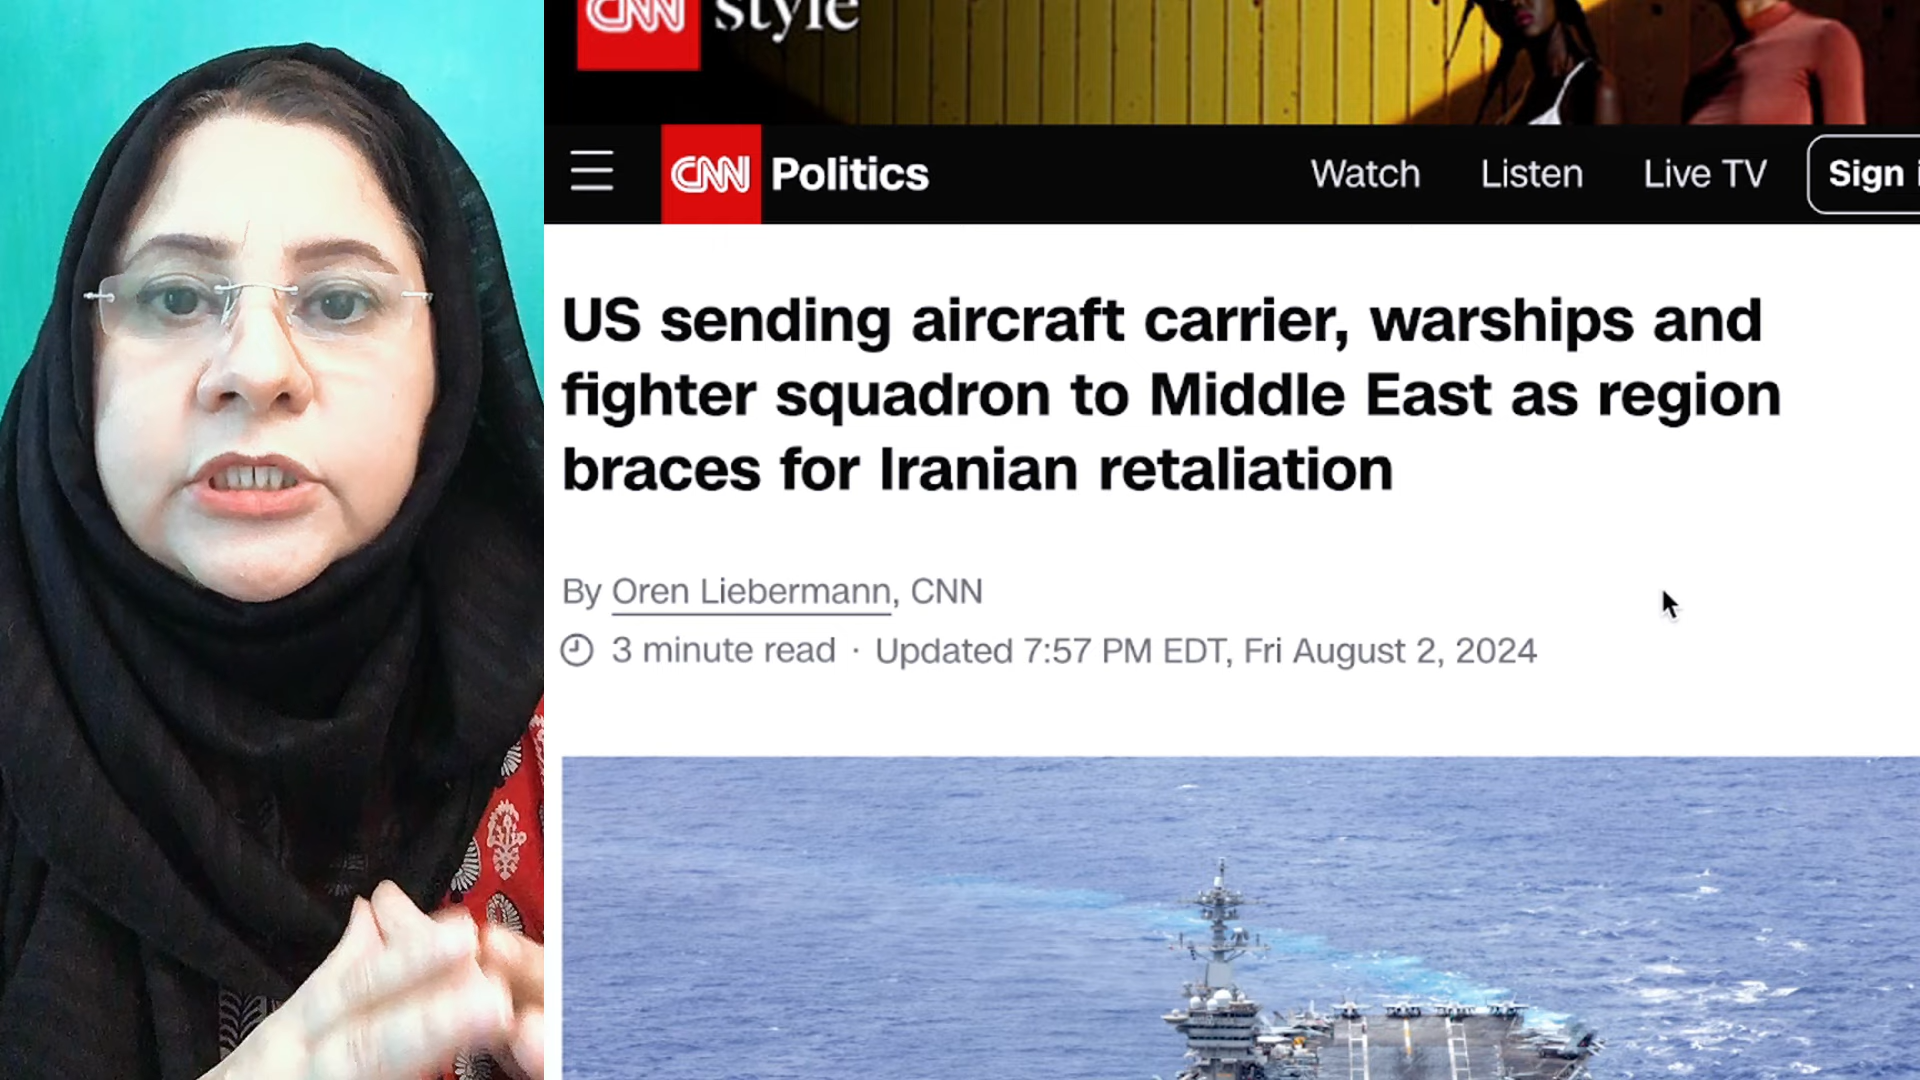 CNN style
CNN Politics
Watch
Listen
Live TV
Sign i
US sending aircraft carrier, warships and
fighter squadron to Middle East as region
braces for Iranian retaliation
By Oren Liebermann, CNN
3 minute read · Updated 7:57 PM EDT, Fri August 2, 2024